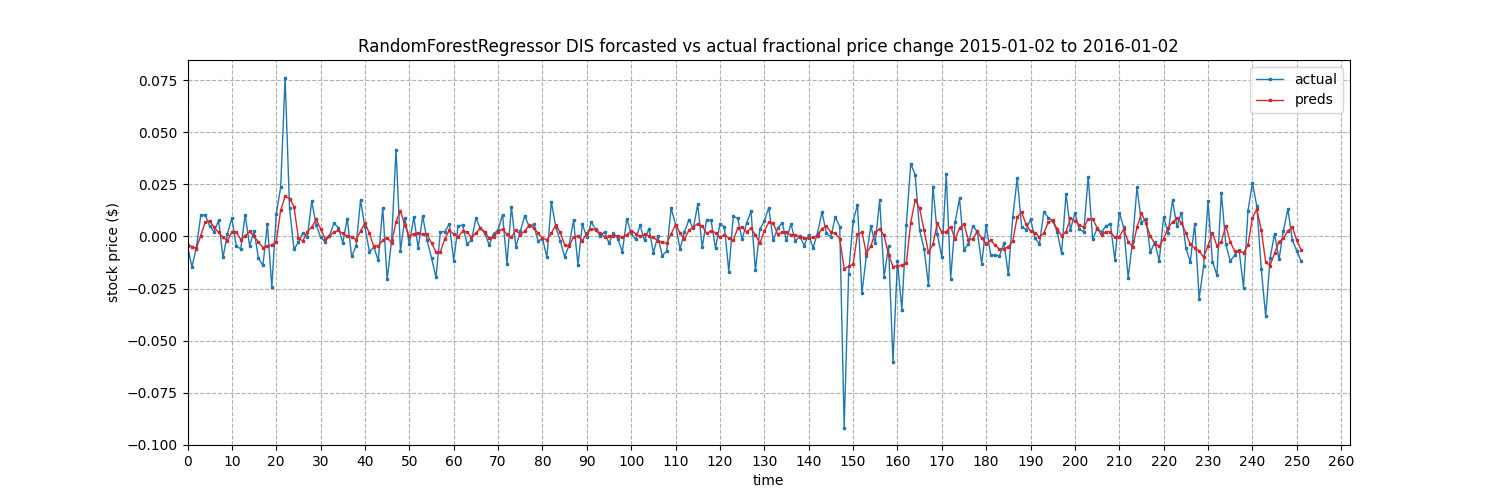 RandomForestRegressor DIS forcasted vs actual fractional price change 2015-01-02 to 2016-01-02
actual
preds
stock price ($)
0.075
0.050
0.025
0.000
−0.025
−0.050
−0.075
−0.100
0 10 20 30 40 50 60 70 80 90 100 110 120 130 140 150 160 170 180 190 200 210 220 230 240 250 260
time